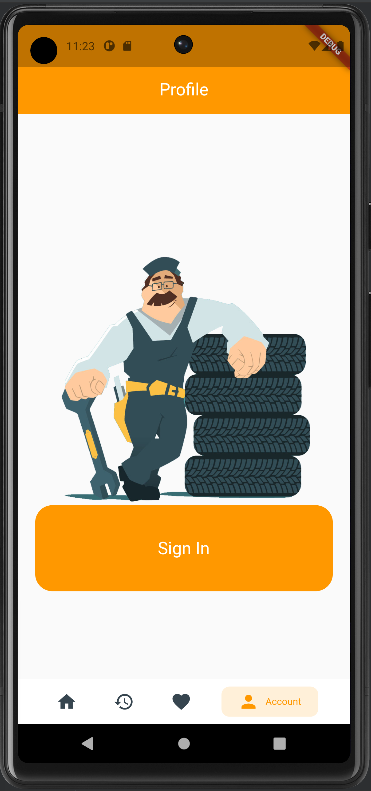 11:23
DEBUG
Profile
Sign In
Account